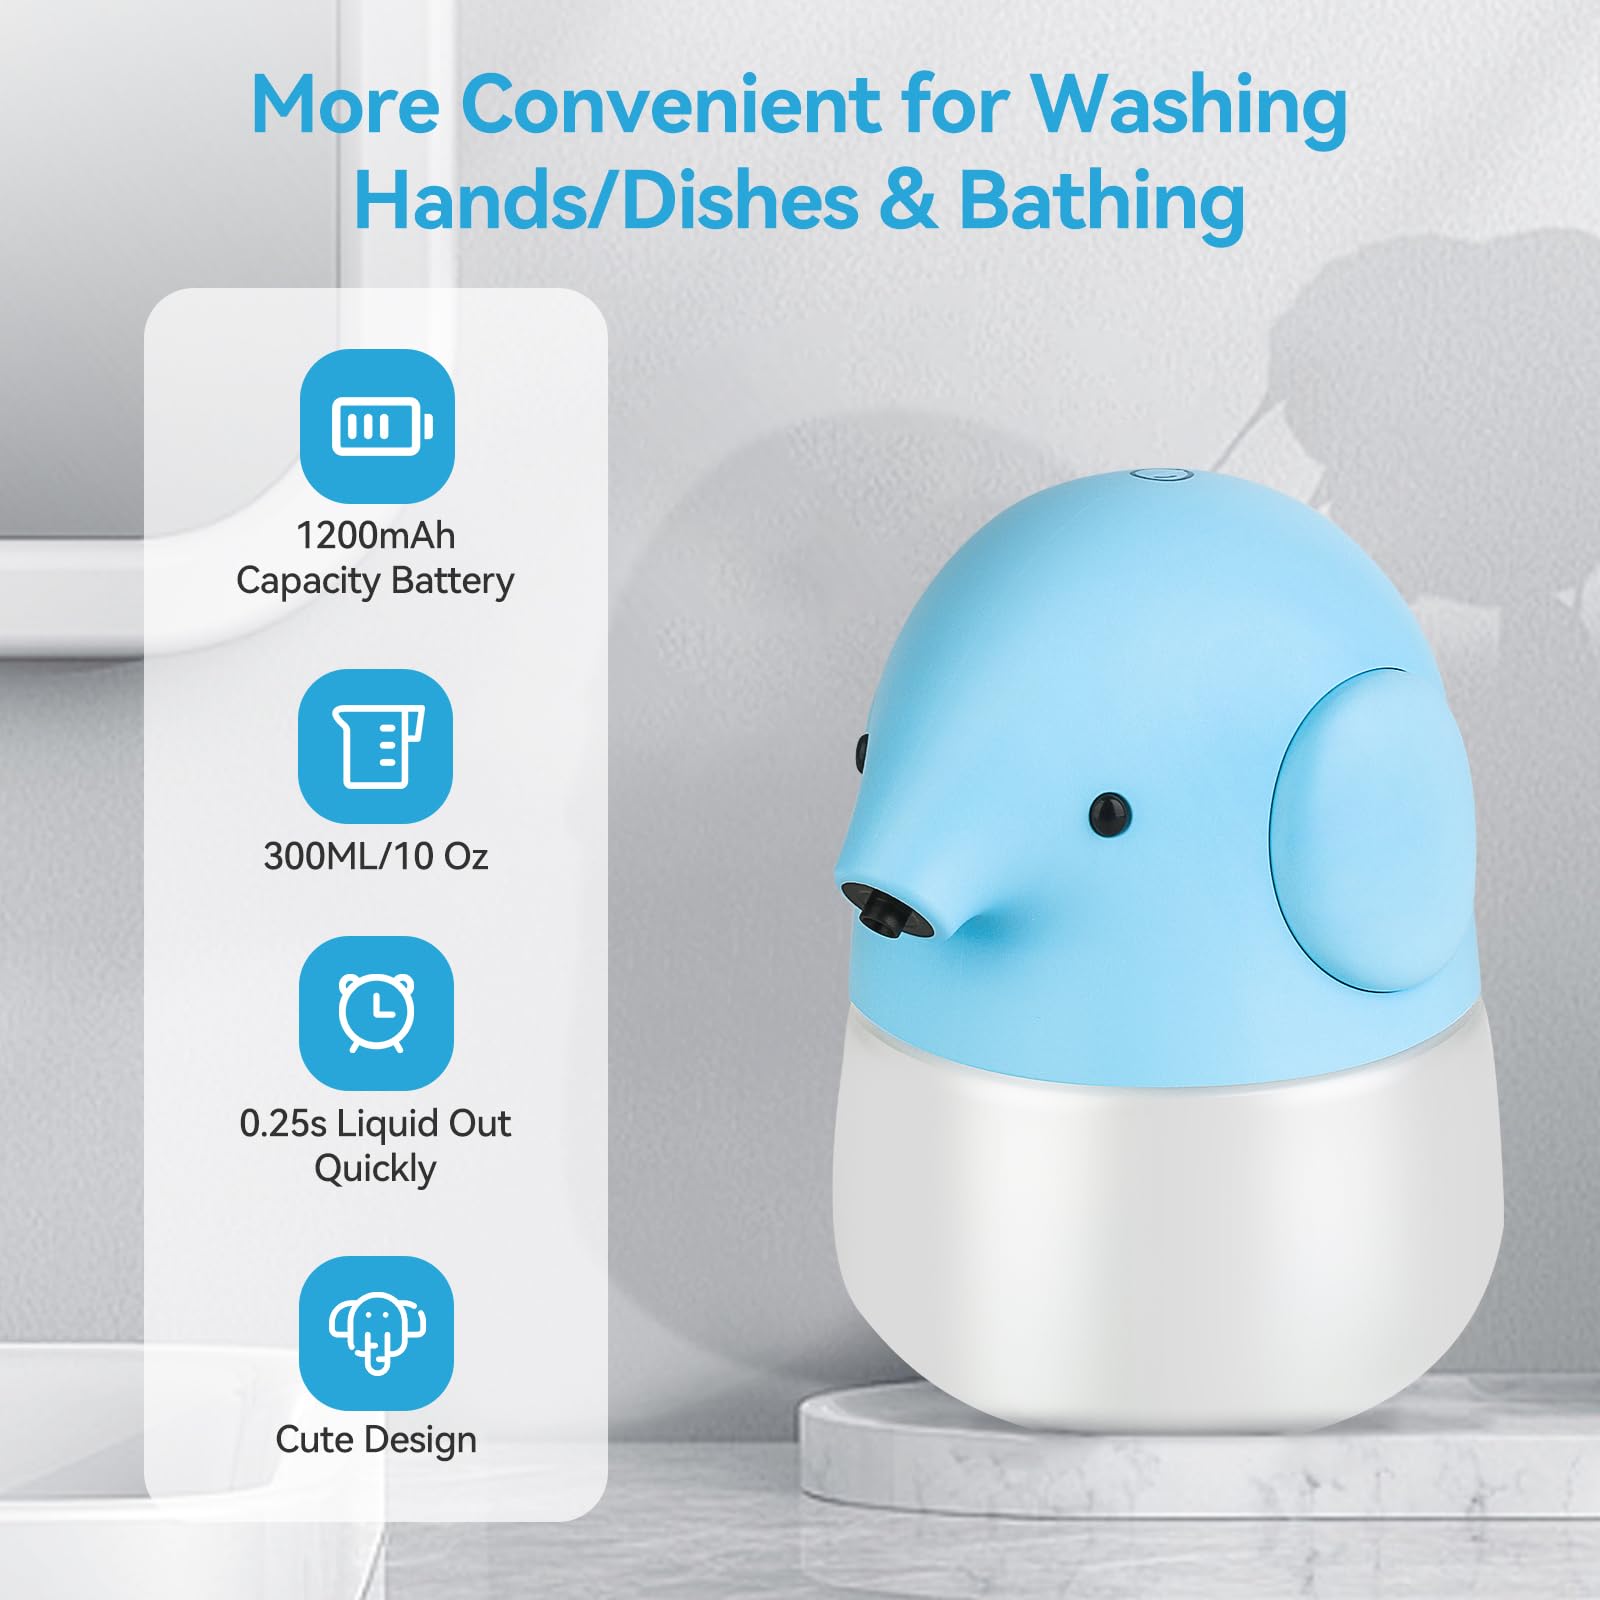 More Convenient for Washing
Hands/Dishes & Bathing
1200mAh
Capacity Battery
300ML/10 Oz
0.25s Liquid Out
Quickly
Cute Design